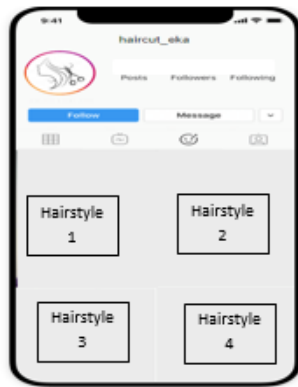 9:41
haircut_eka
Posts Followers Following
Follow Message
Hairstyle
1
Hairstyle
2
Hairstyle
3
Hairstyle
4